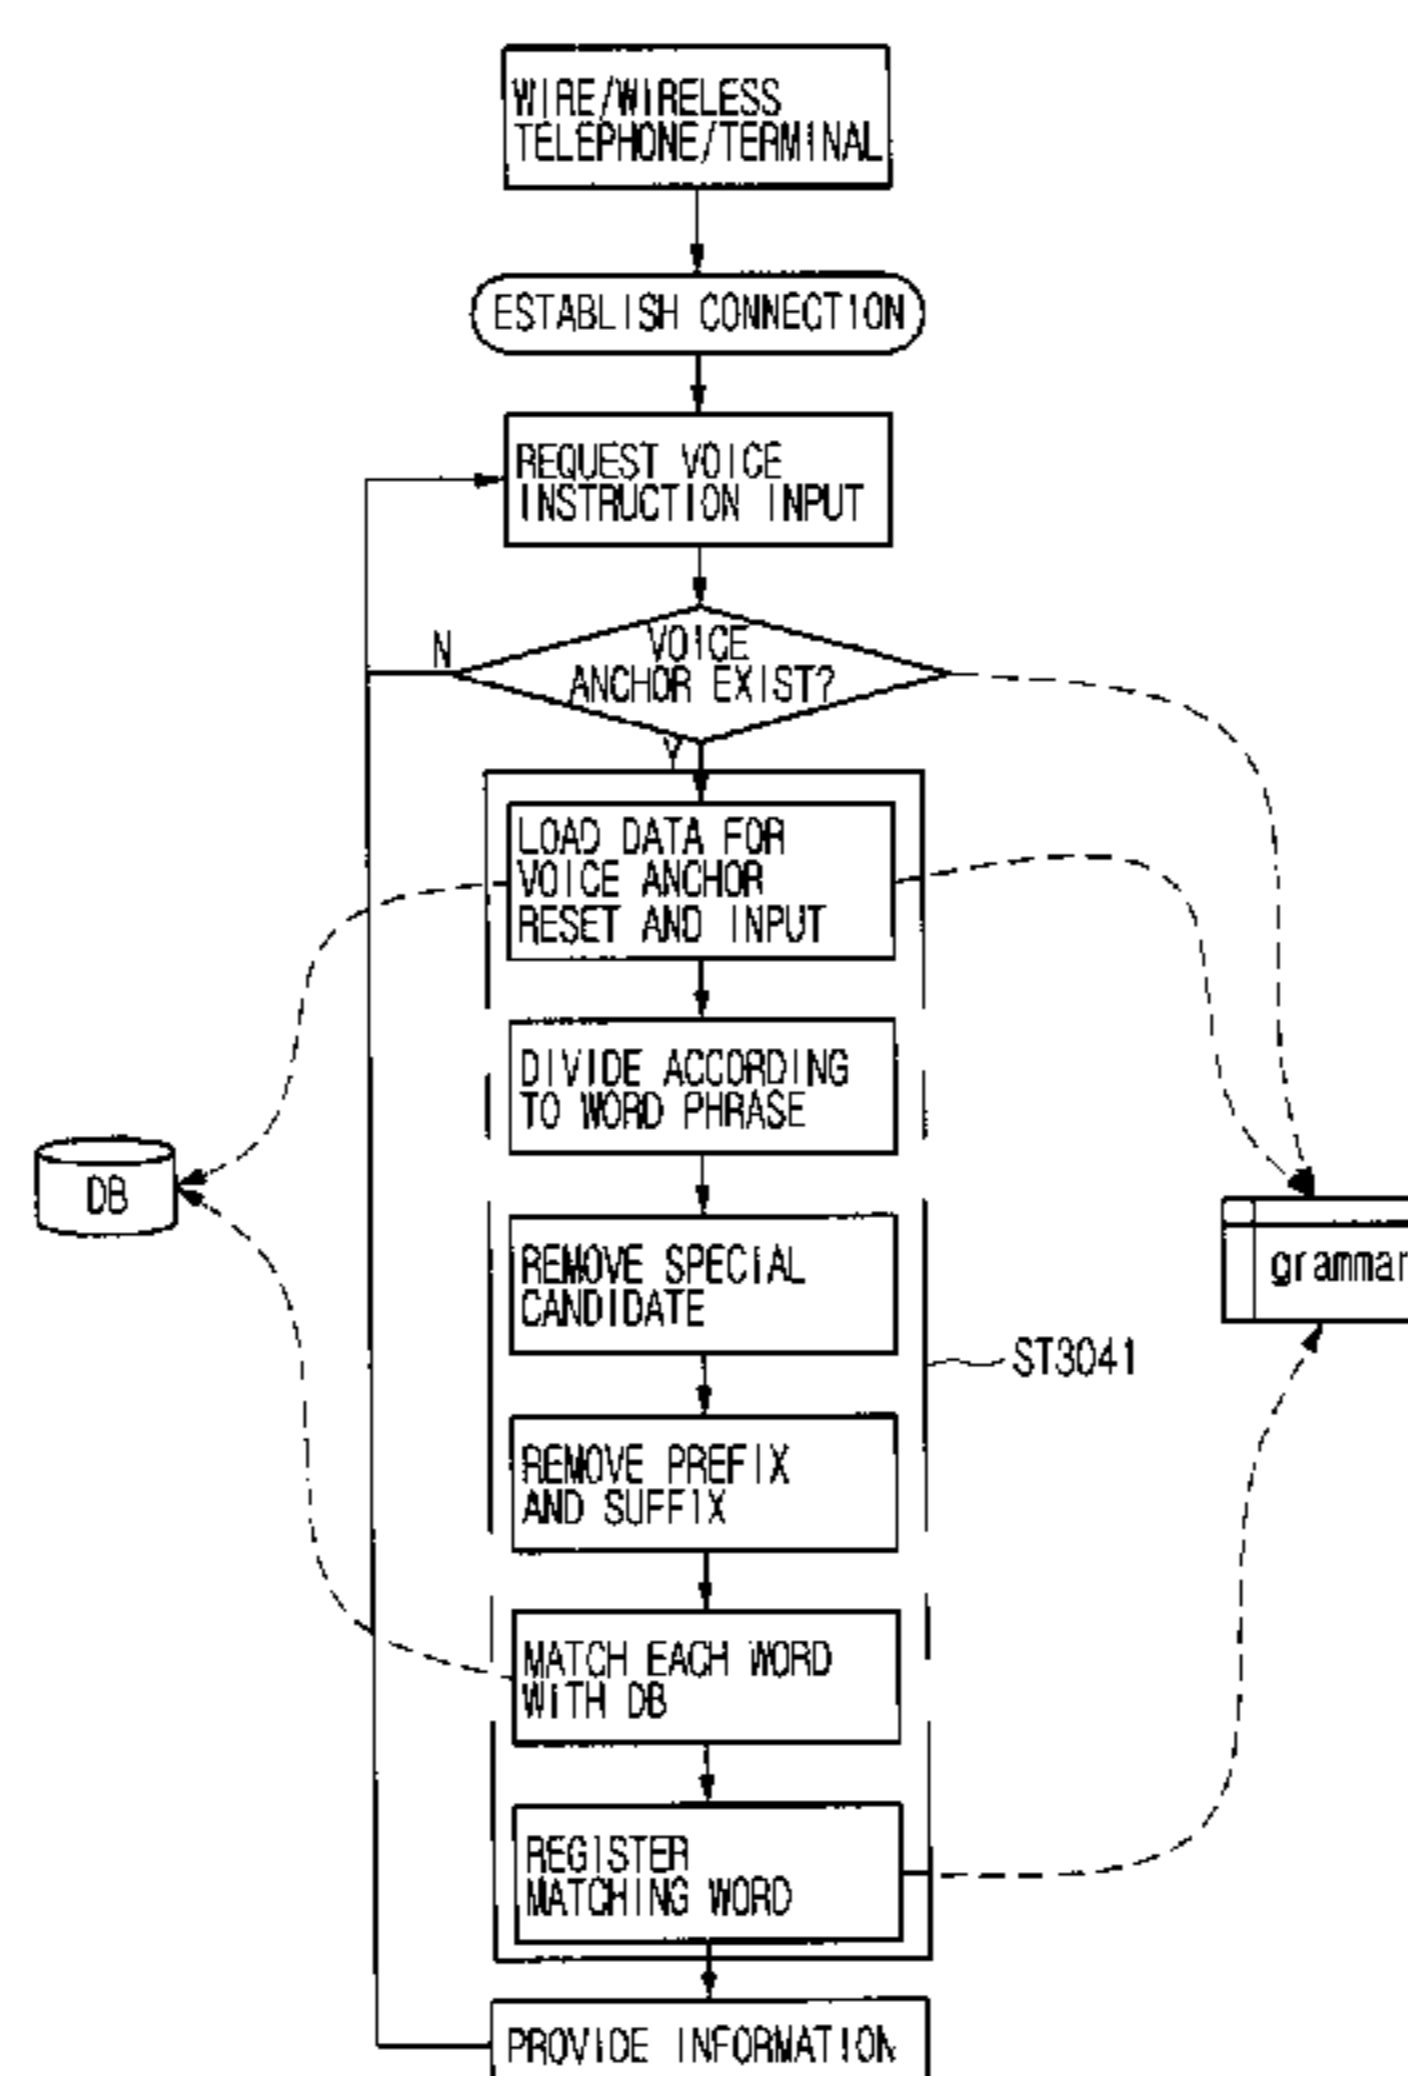 WIRE/WIRELESS
TELEPHONE/TERMINAL
ESTABLISH CONNECTION
REQUEST VOICE
INSTRUCTION INPUT
N
VOICE
ANCHOR EXIST?
Y
LOAD DATA FOR
VOICE ANCHOR
RESET AND INPUT
DIVIDE ACCORDING
TO WORD PHRASE
DB
REMOVE SPECIAL
CANDIDATE
grammar
ST3041
REMOVE PREFIX
AND SUFFIX
MATCH EACH WORD
WITH DB
REGISTER
MATCHING WORD
PROVIDE INFORMATION